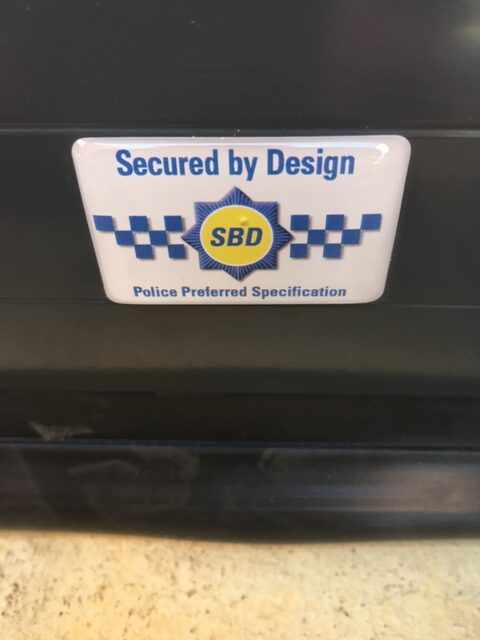 Secured by Design
SBD
Police Preferred Specification